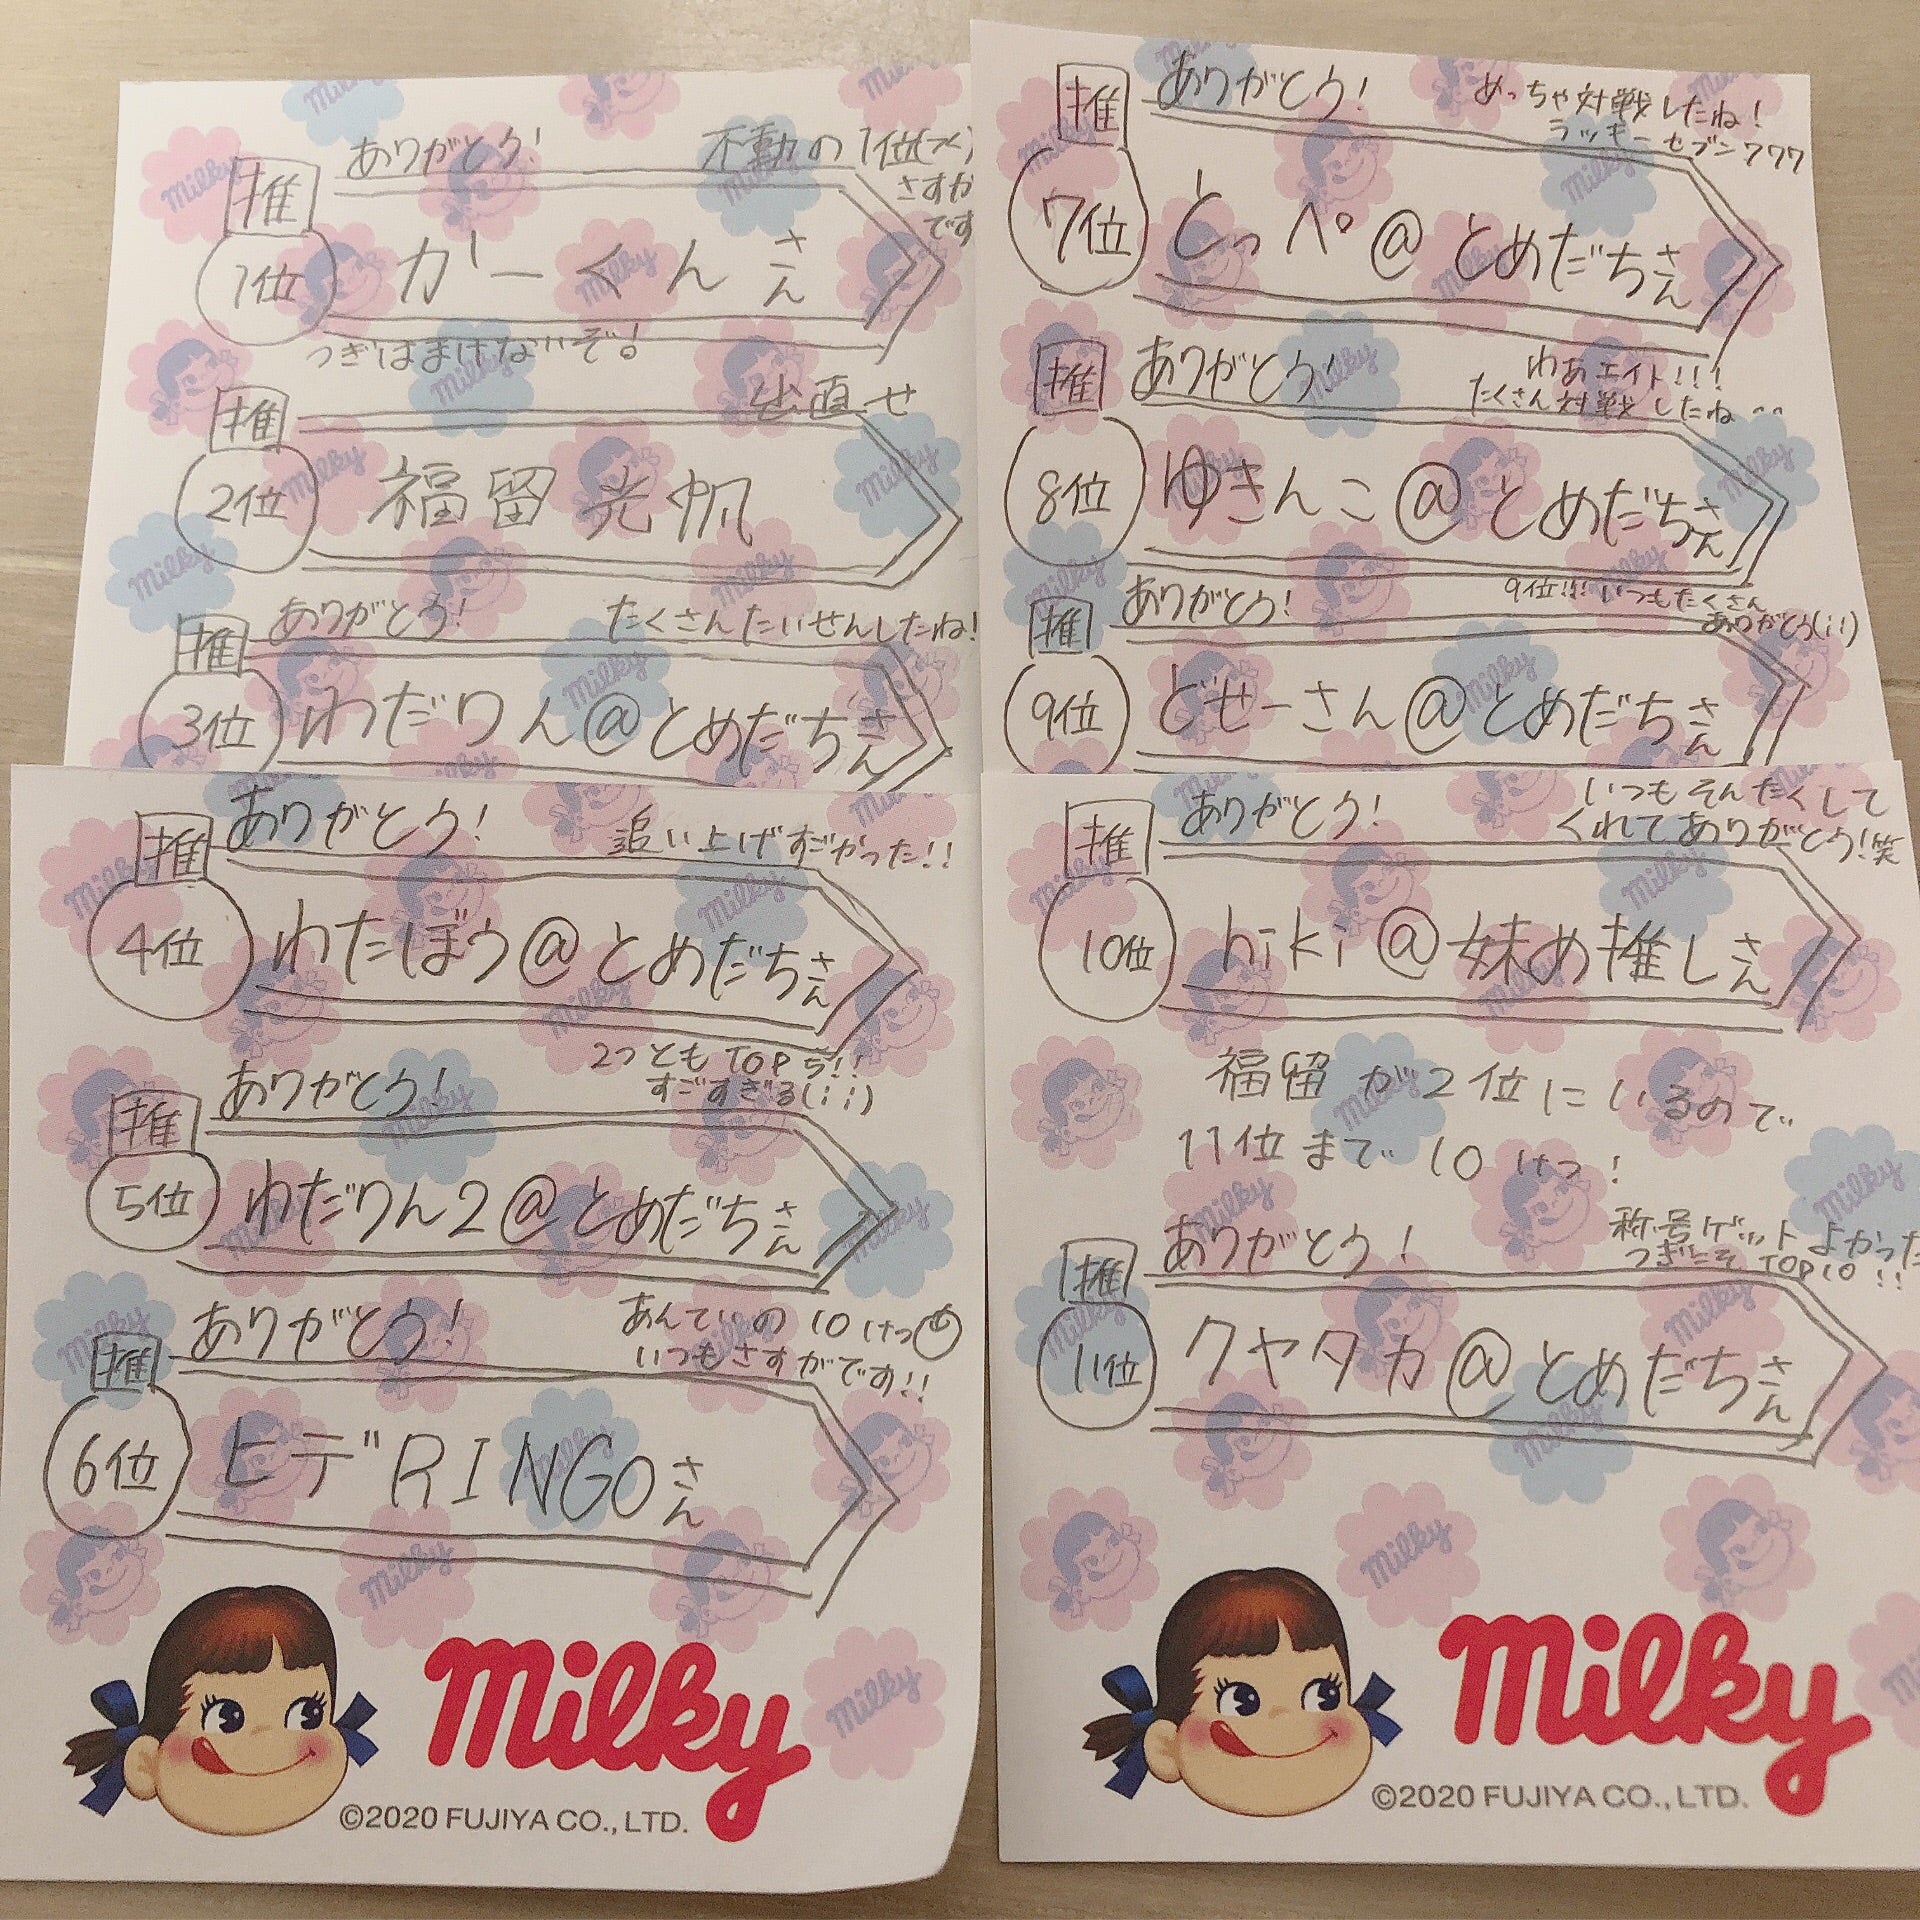 ありがとう!
不動の1位(つ<)
さすが
です
推
1位
がーくんさん
つぎはまけないぞ!
出直せ
推
2位
福留光帆
ありがとう!
たくさんたいせんしたね!
推
3位
わだりん@とめだちさん
ありがとう!
追い上げすごかった!!
推
4位
わたぼう@とめだちさん
ありがとう!
2つともTOP5!!
すごすぎる(;;)
推
5位
わだりん2@とめだちさん
ありがとう!
あんていの10けつ
いつもさすがです!!
推
6位
ヒデRINGOさん
Milky
©2020 FUJIYA CO., LTD.
ありがとう!
めっちゃ対戦したね!
ラッキーセブン777
推
7位
とっぺ@とめだちさん
ありがとう!
わぁエイト!!!
たくさん対戦したね^^
推
8位
ゆきんこ@とめだちさん
ありがとう!
9位!!! いつもたくさん
ありがとう(;;)
推
9位
どせーさん@とめだちさん
ありがとう!
いつもそんたくして
くれてありがとう!笑
推
10位
hiki@妹め推しさん
福留が2位にいるので
11位まで10けつ!
ありがとう!
称号ゲットよかった
つぎこそTOP10!!
推
11位
クヤタカ@とめだちさん
Milky
©2020 FUJIYA CO., LTD.